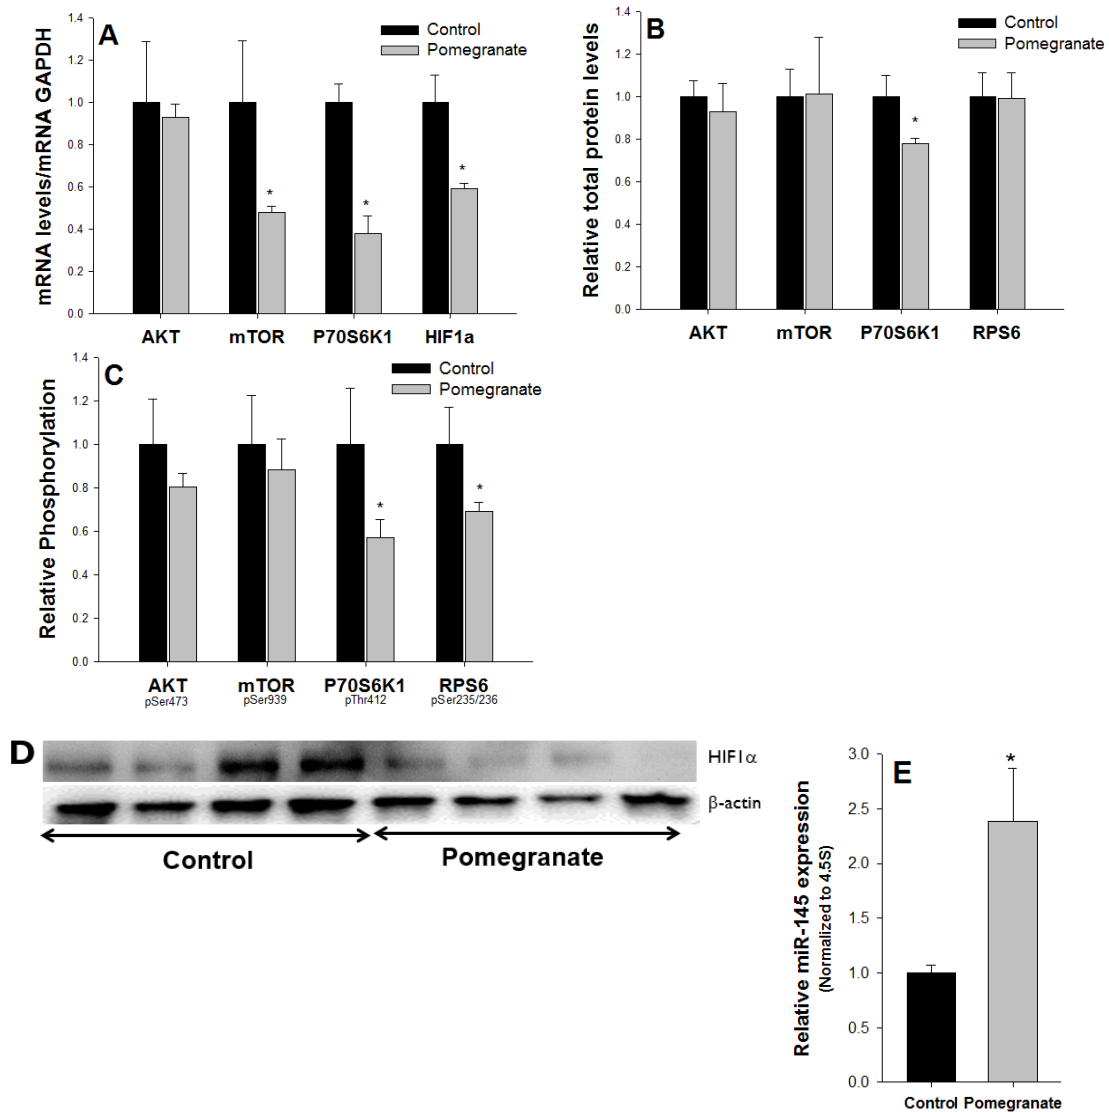 A
Control
Pomegranate
mRNA levels/mRNA GAPDH
1.4
1.2
1.0
0.8
0.6
0.4
0.2
0.0
*
*
*
AKT mTOR P70S6K1 HIF1a
B
Control
Pomegranate
Relative total protein levels
1.4
1.2
1.0
0.8
0.6
0.4
0.2
0.0
*
AKT mTOR P70S6K1 RPS6
C
Control
Pomegranate
Relative Phosphorylation
1.4
1.2
1.0
0.8
0.6
0.4
0.2
0.0
*
*
AKT mTOR P70S6K1 RPS6
pSer473 pSer939 pThr412 pSer235/236
D
HIF1α
β-actin
Control Pomegranate
E
Relative miR-145 expression
(Normalized to 4.5S)
3.0
2.5
2.0
1.5
1.0
0.5
0.0
*
Control Pomegranate